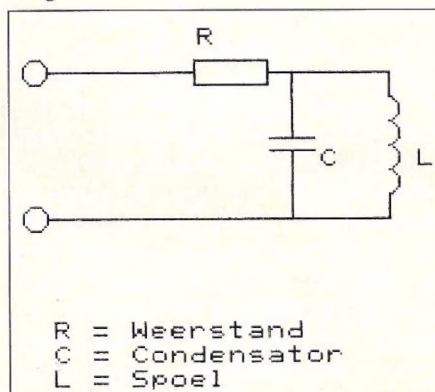 R
C
L
R = Weerstand
C = Condensator
L = Spoel